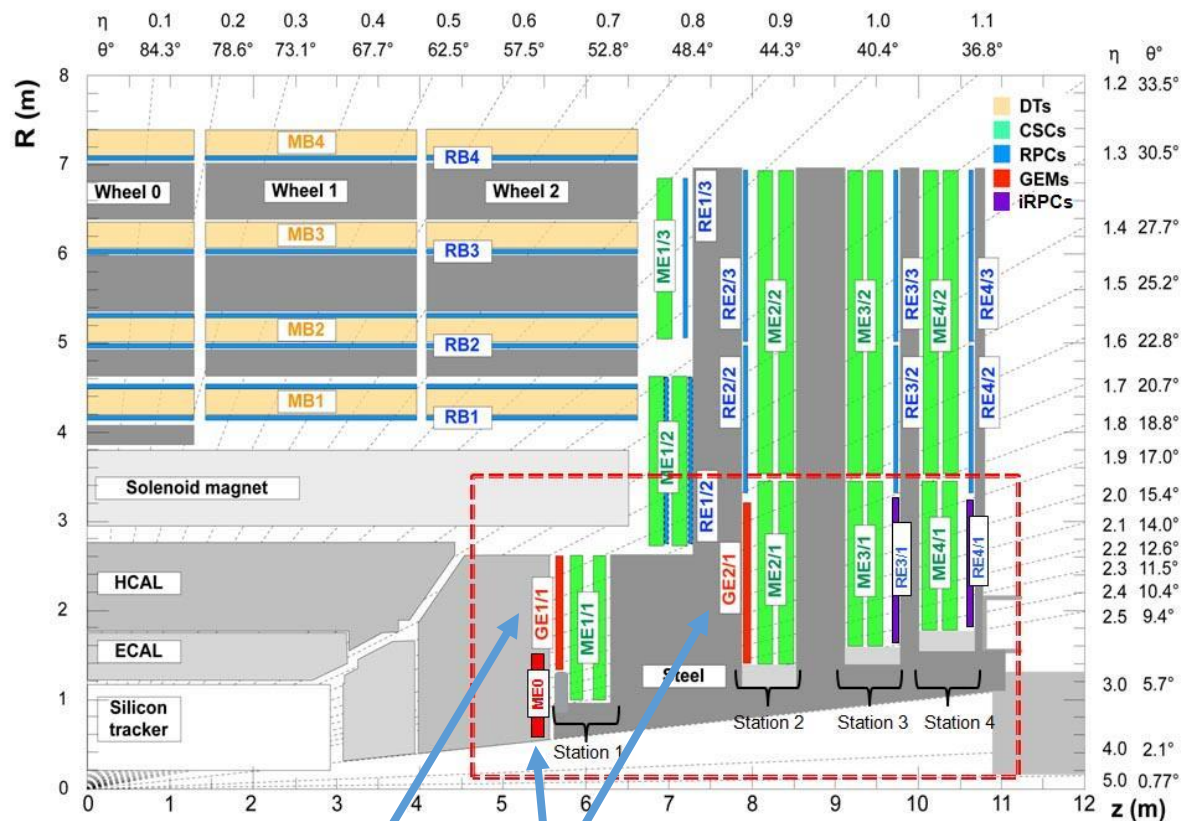 η 0.1 0.2 0.3 0.4 0.5 0.6 0.7 0.8 0.9 1.0 1.1
θ° 84.3° 78.6° 73.1° 67.7° 62.5° 57.5° 52.8° 48.4° 44.3° 40.4° 36.8° η θ°
R (m)
8
7
6
5
4
3
2
1
0
1.2 33.5°
1.3 30.5°
1.4 27.7°
1.5 25.2°
1.6 22.8°
1.7 20.7°
1.8 18.8°
1.9 17.0°
2.0 15.4°
2.1 14.0°
2.2 12.6°
2.3 11.5°
2.4 10.4°
2.5 9.4°
3.0 5.7°
4.0 2.1°
5.0 0.77°
DTs
CSCs
RPCs
GEMs
iRPCs
MB4
RB4
Wheel 0
Wheel 1
Wheel 2
MB3
RB3
MB2
RB2
MB1
RB1
Solenoid magnet
HCAL
ECAL
Silicon
tracker
ME1/3
RE1/3
ME1/2
RE1/2
RE2/3
RE2/2
ME2/2
ME3/2
RE3/3
RE3/2
ME4/2
RE4/3
RE4/2
GE1/1
ME1/1
ME0
GE2/1
ME2/1
ME3/1
RE3/1
ME4/1
RE4/1
Steel
Station 1
Station 2
Station 3
Station 4
0 1 2 3 4 5 6 7 8 9 10 11 12
z (m)